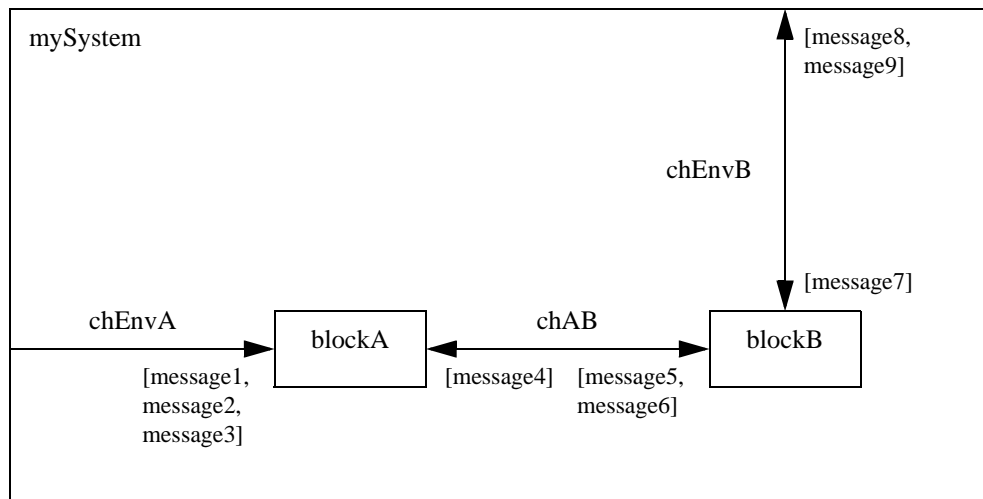 mySystem
[message8,
message9]
chEnvB
[message7]
chEnvA
blockA
chAB
blockB
[message1,
message2,
message3]
[message4]
[message5,
message6]